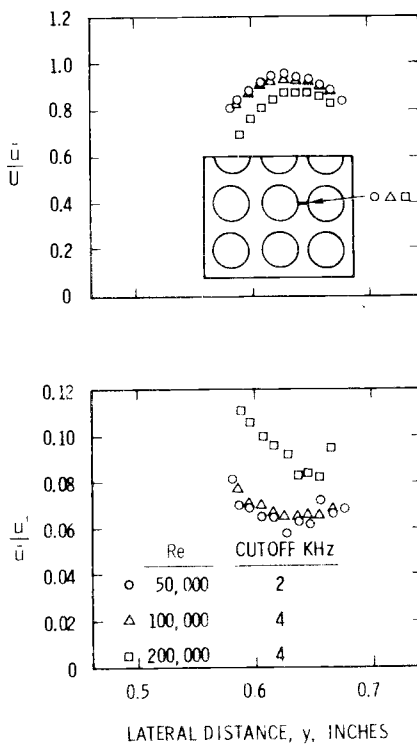 1.2
1.0
0.8
0.6
0.4
0.2
0
ū
U
0.12
0.10
0.08
0.06
0.04
0.02
0
u'
ū
Re CUTOFF KHz
50,000 2
100,000 4
200,000 4
0.5 0.6 0.7
LATERAL DISTANCE, y, INCHES